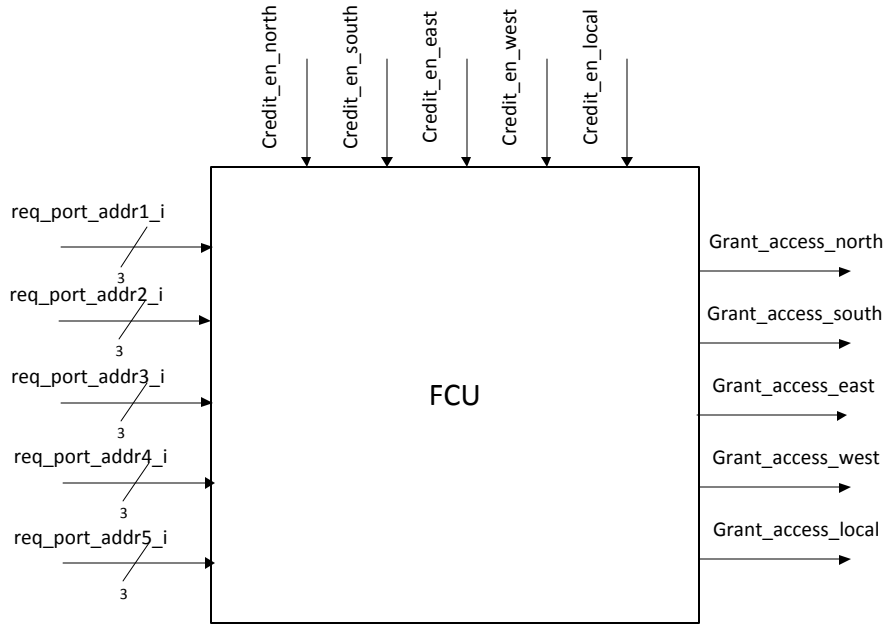 Credit_en_north
Credit_en_south
Credit_en_east
Credit_en_west
Credit_en_local
req_port_addr1_i
3
req_port_addr2_i
3
req_port_addr3_i
3
req_port_addr4_i
3
req_port_addr5_i
3
FCU
Grant_access_north
Grant_access_south
Grant_access_east
Grant_access_west
Grant_access_local